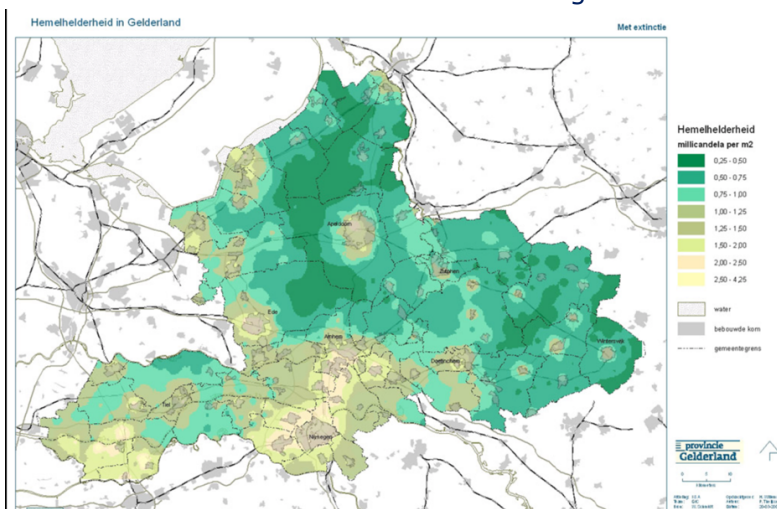 Hemelhelderheid in Gelderland
Met extinctie
Apeldoorn
Zutphen
Ede
Arnhem
Doetinchem
Winterswijk
Tiel
Nijmegen
Hemelhelderheid
millicandela per m2
0,25 - 0,50
0,50 - 0,75
0,75 - 1,00
1,00 - 1,25
1,25 - 1,50
1,50 - 2,00
2,00 - 2,50
2,50 - 4,25
water
bebouwde kom
gemeentegrens
provincie
Gelderland